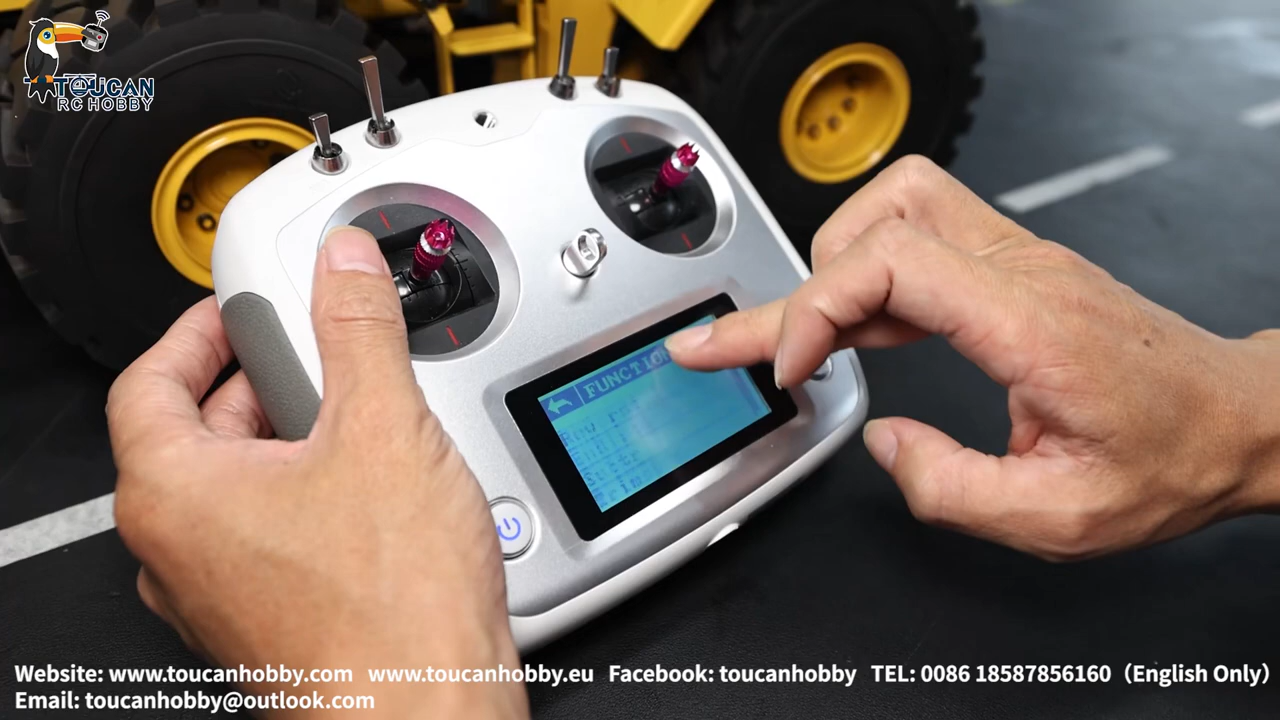 TOUCAN
RC HOBBY
FUNCTION
Website: www.toucanhobby.com www.toucanhobby.eu Facebook: toucanhobby TEL: 0086 18587856160（English Only）
Email: toucanhobby@outlook.com